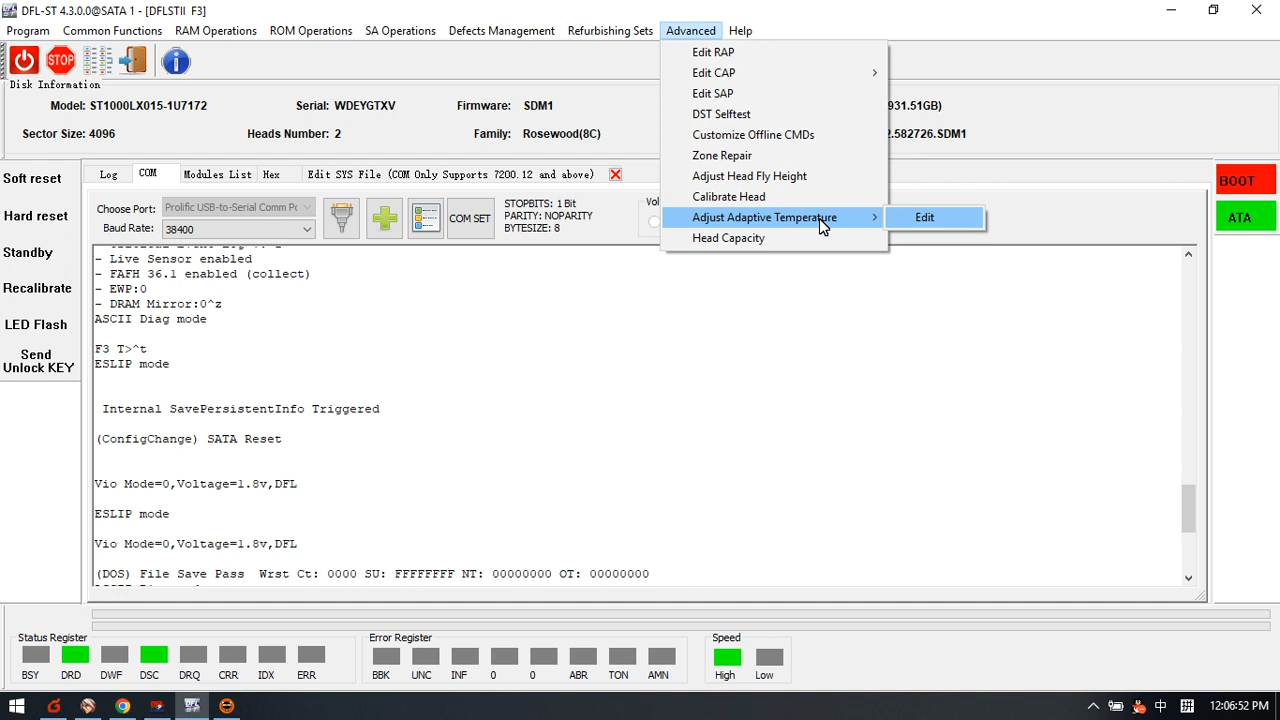 DFL-ST 4.3.0.0@SATA 1 - [DFLSTII F3]
Program Common Functions RAM Operations ROM Operations SA Operations Defects Management Refurbishing Sets Advanced Help
STOP
Disk Information
Model: ST1000LX015-1U7172 Serial: WDEYGTXV Firmware: SDM1 931.51GB)
Sector Size: 4096 Heads Number: 2 Family: Rosewood(8C) 2.582726.SDM1
Edit RAP
Edit CAP
Edit SAP
DST Selftest
Customize Offline CMDs
Zone Repair
Adjust Head Fly Height
Calibrate Head
Adjust Adaptive Temperature
Edit
Head Capacity
Soft reset
Hard reset
Standby
Recalibrate
LED Flash
Send
Unlock KEY
Log COM Modules List Hex Edit SYS File (COM Only Supports 7200.12 and above)
Choose Port: Prolific USB-to-Serial Comm Po
Baud Rate: 38400
COM SET
STOPBITS: 1 Bit
PARITY: NOPARITY
BYTESIZE: 8
Vol
BOOT
ATA
- Live Sensor enabled
- FAFH 36.1 enabled (collect)
- EWP:0
- DRAM Mirror:0^z
ASCII Diag mode
F3 T>^t
ESLIP mode
Internal SavePersistentInfo Triggered
(ConfigChange) SATA Reset
Vio Mode=0,Voltage=1.8v,DFL
ESLIP mode
Vio Mode=0,Voltage=1.8v,DFL
(DOS) File Save Pass Wrst Ct: 0000 SU: FFFFFFFF NT: 00000000 OT: 00000000
Status Register
BSY DRD DWF DSC DRQ CRR IDX ERR
Error Register
BBK UNC INF 0 0 ABR TON AMN
Speed
High Low
中 拼 12:06:52 PM